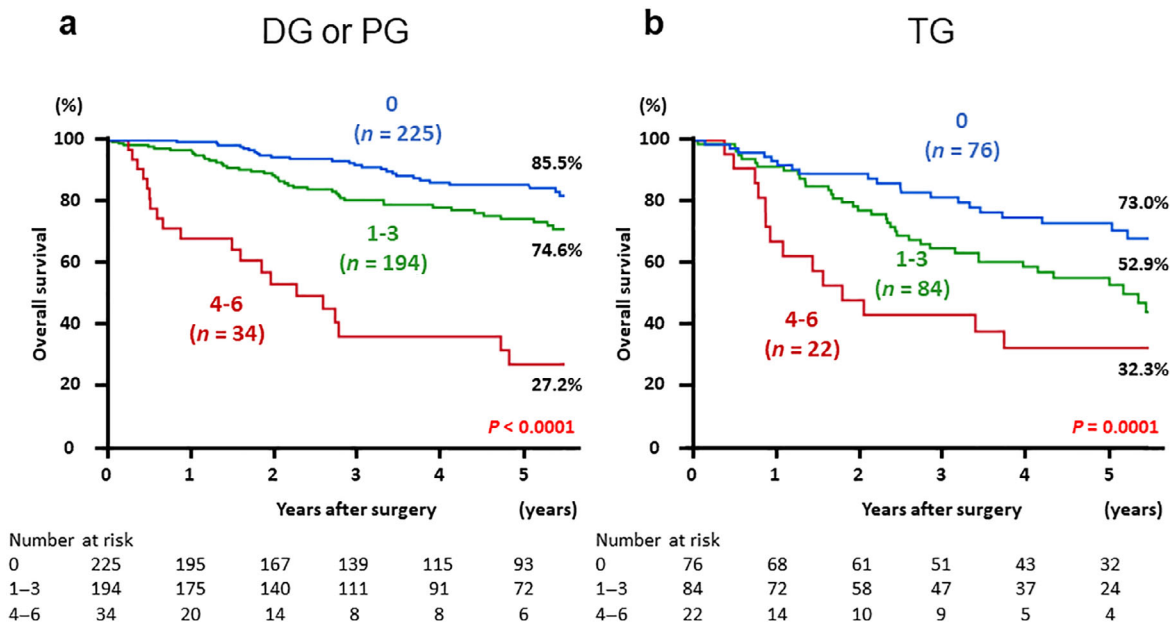 a DG or PG
(%)
0
(n = 225)
1-3
(n = 194)
4-6
(n = 34)
85.5%
74.6%
27.2%
P < 0.0001
Overall survival
100
80
60
40
20
0
0 1 2 3 4 5
Years after surgery (years)
Number at risk
0 225 195 167 139 115 93
1–3 194 175 140 111 91 72
4–6 34 20 14 8 8 6
b TG
(%)
0
(n = 76)
1-3
(n = 84)
4-6
(n = 22)
73.0%
52.9%
32.3%
P = 0.0001
Overall survival
100
80
60
40
20
0
0 1 2 3 4 5
Years after surgery (years)
Number at risk
0 76 68 61 51 43 32
1–3 84 72 58 47 37 24
4–6 22 14 10 9 5 4